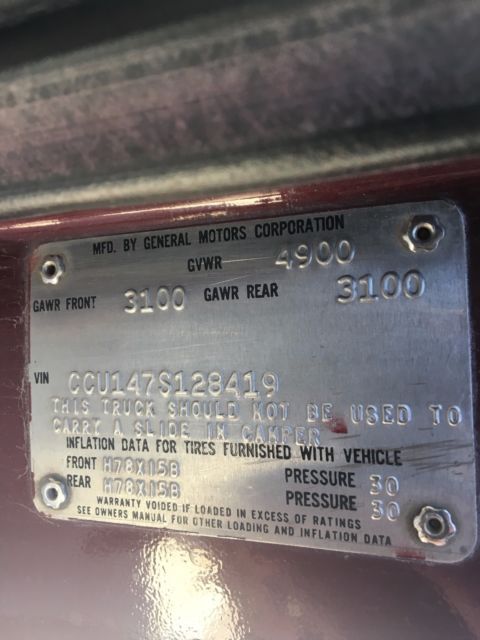 MFD. BY GENERAL MOTORS CORPORATION
GVWR 4900
GAWR FRONT 3100 GAWR REAR 3100
VIN CCU147S128419
THIS TRUCK SHOULD NOT BE USED TO
CARRY A SLIDE IN CAMPER
INFLATION DATA FOR TIRES FURNISHED WITH VEHICLE
FRONT H78X15B PRESSURE 30
REAR H78X15B PRESSURE 30
WARRANTY VOIDED IF LOADED IN EXCESS OF RATINGS
SEE OWNERS MANUAL FOR OTHER LOADING AND INFLATION DATA